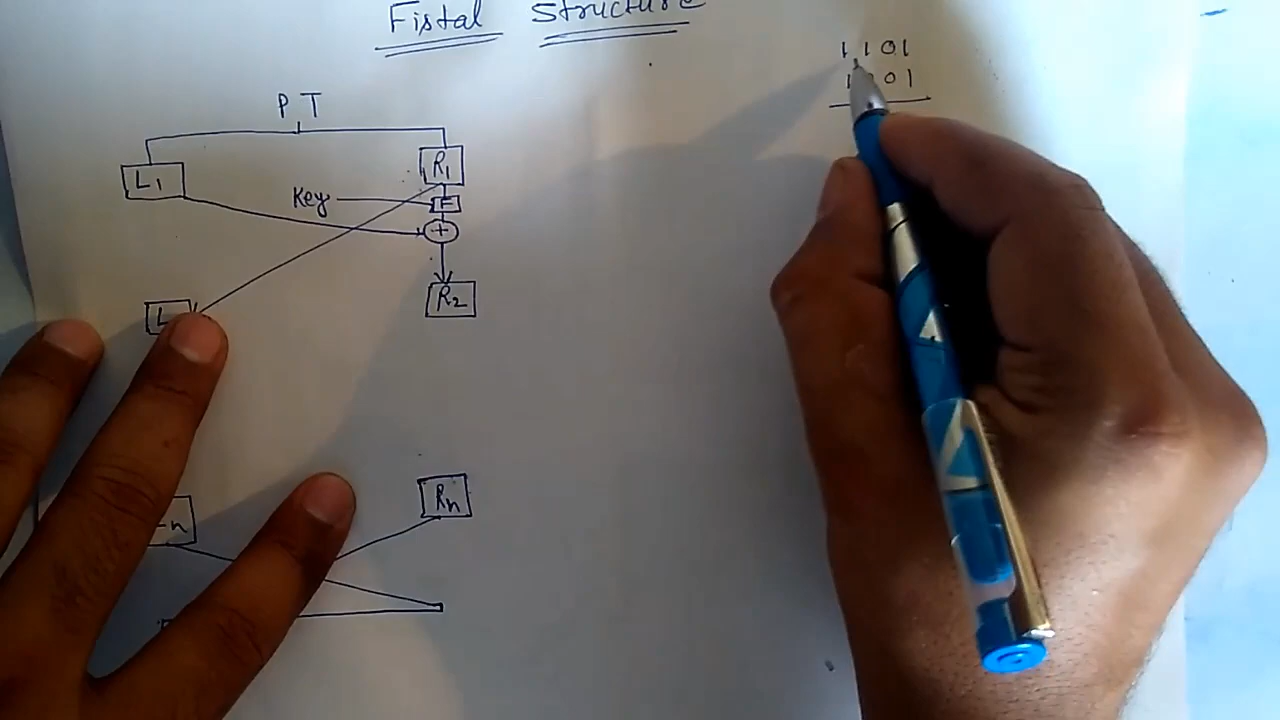 Fistal Structure
1101
P T
L1 R1
Key F
+
R2
Rn